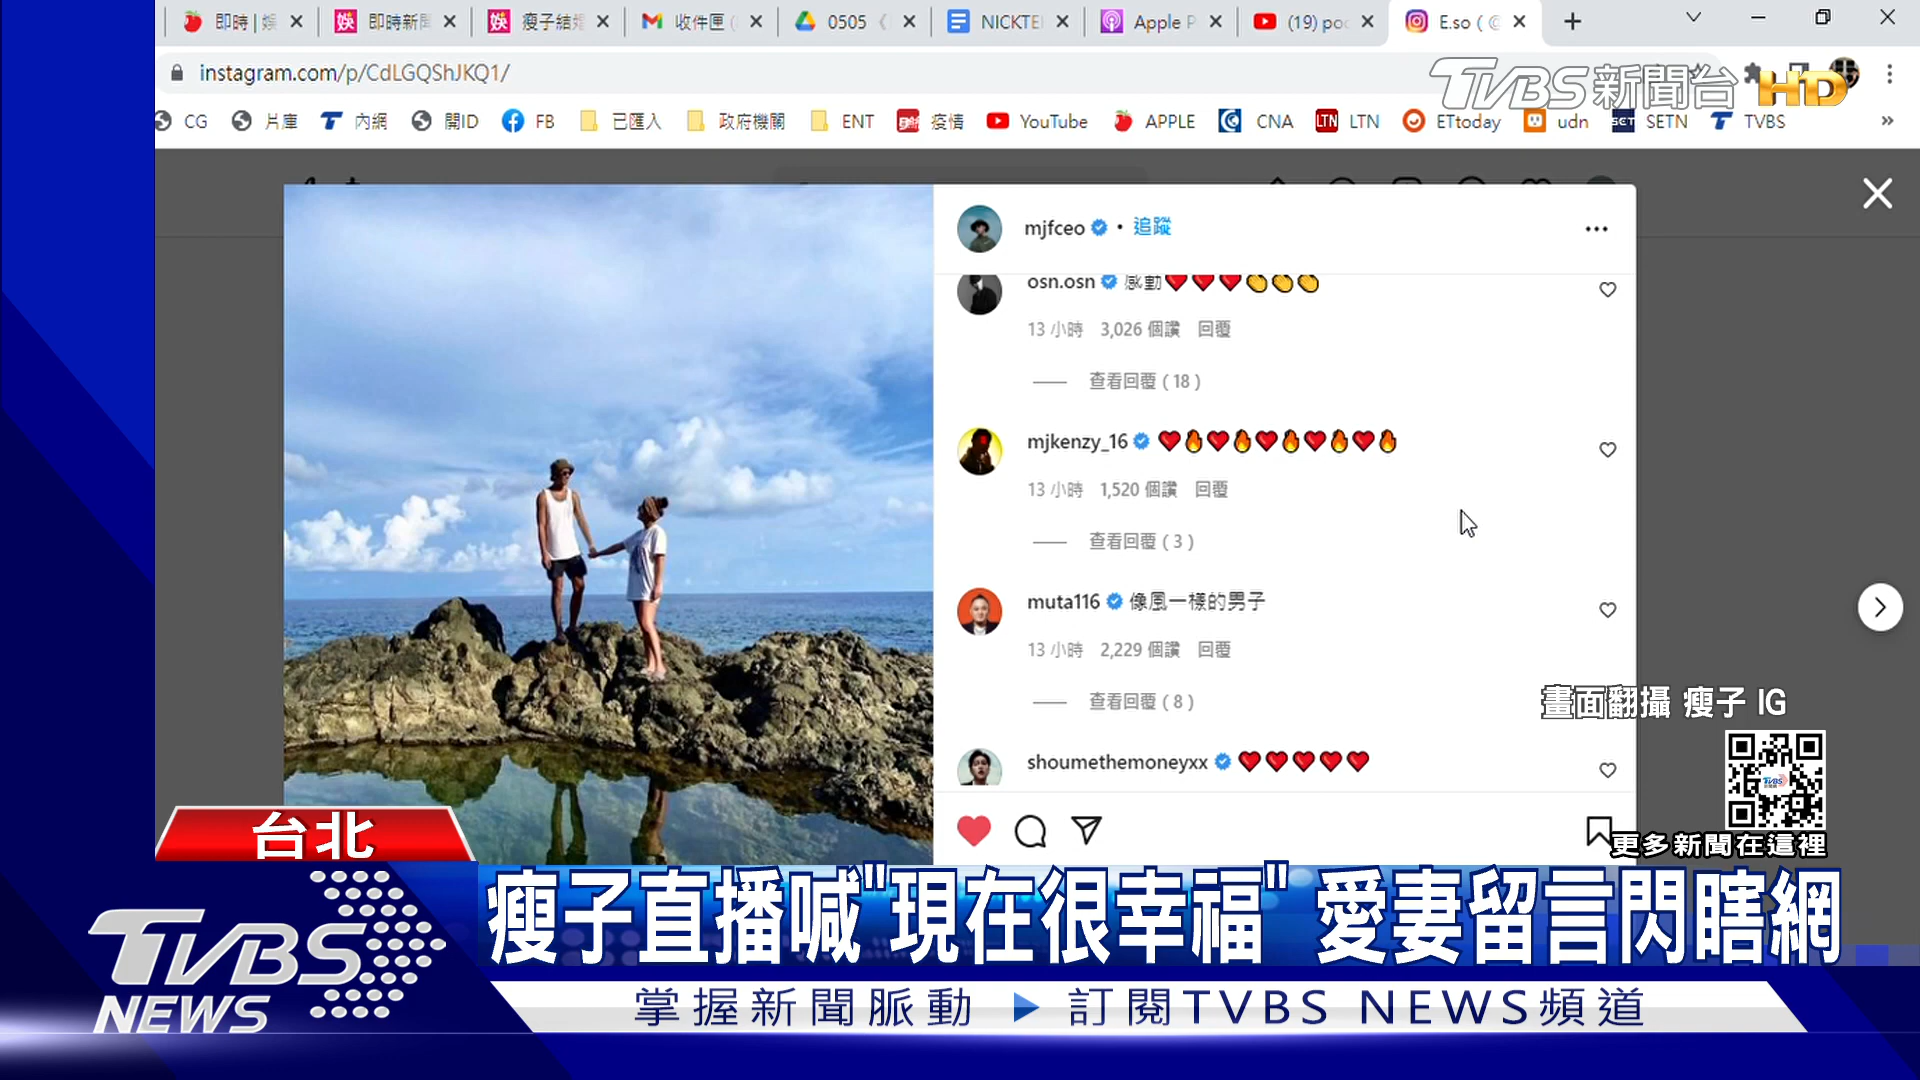 即時 | 娛
即時新聞
瘦子結婚
收件匣
0505
NICKTE
Apple P
(19) po
E.so ( @
instagram.com/p/CdLGQShJKQ1/
TVBS新聞台 HD
CG
片庫
內網
開ID
FB
已匯入
政府機關
ENT
疫情
YouTube
APPLE
CNA
LTN LTN
ETtoday
udn
SET SETN
TVBS
mjfceo • 追蹤
osn.osn 感動❤❤❤👏👏👏
13 小時 3,026 個讚 回覆
查看回覆 ( 18 )
mjkenzy_16 ❤🔥❤🔥❤🔥❤🔥❤🔥
13 小時 1,520 個讚 回覆
查看回覆 ( 3 )
muta116 像風一樣的男子
13 小時 2,229 個讚 回覆
查看回覆 ( 8 )
shoumethemoneyxx ❤❤❤❤❤
畫面翻攝 瘦子 IG
TVBS
更多新聞在這裡
台北
瘦子直播喊"現在很幸福" 愛妻留言閃瞎網
TVBS NEWS
掌握新聞脈動 ▶ 訂閱TVBS NEWS頻道